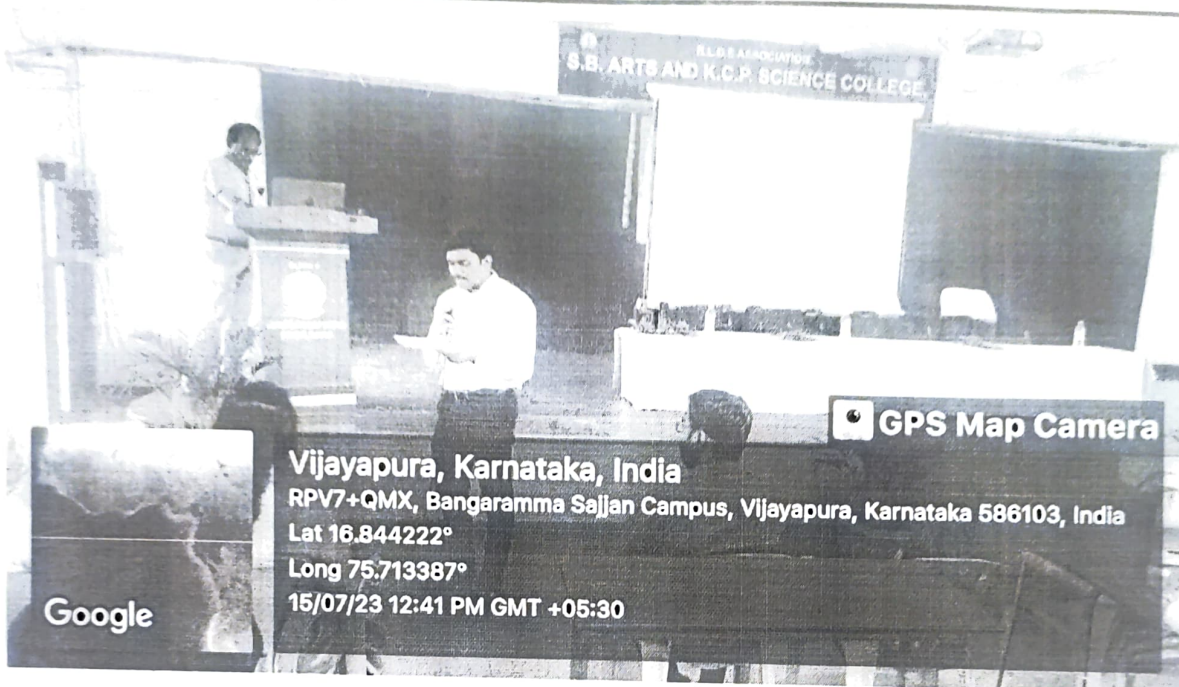 B.L.D.E ASSOCIATION
S.B. ARTS AND K.C.P. SCIENCE COLLEGE
GPS Map Camera
Vijayapura, Karnataka, India
RPV7+QMX, Bangaramma Sajjan Campus, Vijayapura, Karnataka 586103, India
Lat 16.844222°
Long 75.713387°
15/07/23 12:41 PM GMT +05:30
Google